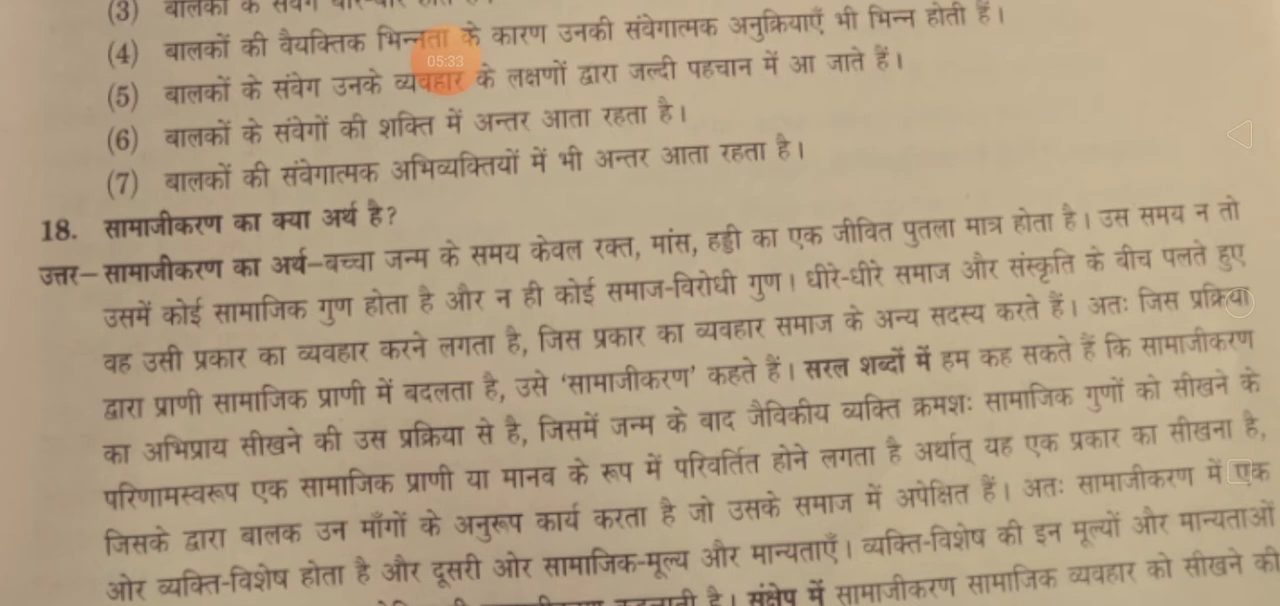 (3) बालकों के संवेग बार-बार
(4) बालकों की वैयक्तिक भिन्नता के कारण उनकी संवेगात्मक अनुक्रियाएँ भी भिन्न होती हैं।
05:33
(5) बालकों के संवेग उनके व्यवहार के लक्षणों द्वारा जल्दी पहचान में आ जाते हैं।
(6) बालकों के संवेगों की शक्ति में अन्तर आता रहता है।
(7) बालकों की संवेगात्मक अभिव्यक्तियों में भी अन्तर आता रहता है।
18. सामाजीकरण का क्या अर्थ है?
उत्तर– सामाजीकरण का अर्थ–बच्चा जन्म के समय केवल रक्त, मांस, हड्डी का एक जीवित पुतला मात्र होता है। उस समय न तो
उसमें कोई सामाजिक गुण होता है और न ही कोई समाज-विरोधी गुण। धीरे-धीरे समाज और संस्कृति के बीच पलते हुए
वह उसी प्रकार का व्यवहार करने लगता है, जिस प्रकार का व्यवहार समाज के अन्य सदस्य करते हैं। अतः जिस प्रक्रिया
द्वारा प्राणी सामाजिक प्राणी में बदलता है, उसे ‘सामाजीकरण’ कहते हैं। सरल शब्दों में हम कह सकते हैं कि सामाजीकरण
का अभिप्राय सीखने की उस प्रक्रिया से है, जिसमें जन्म के बाद जैविकीय व्यक्ति क्रमशः सामाजिक गुणों को सीखने के
परिणामस्वरूप एक सामाजिक प्राणी या मानव के रूप में परिवर्तित होने लगता है अर्थात् यह एक प्रकार का सीखना है,
जिसके द्वारा बालक उन माँगों के अनुरूप कार्य करता है जो उसके समाज में अपेक्षित हैं। अतः सामाजीकरण में एक
ओर व्यक्ति-विशेष होता है और दूसरी ओर सामाजिक-मूल्य और मान्यताएँ। व्यक्ति-विशेष की इन मूल्यों और मान्यताओं
है। संक्षेप में सामाजीकरण सामाजिक व्यवहार को सीखने की